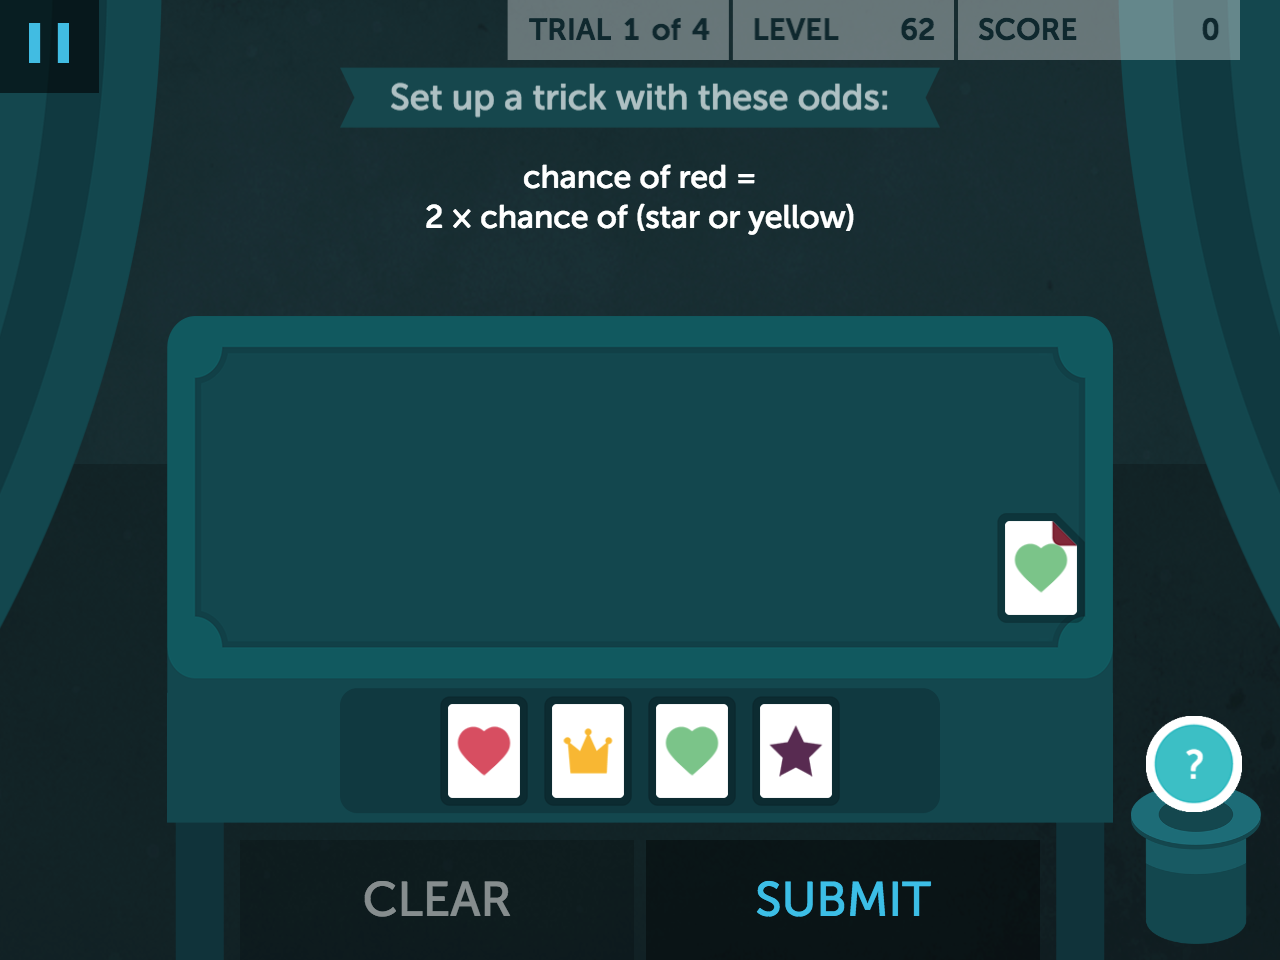 TRIAL 1 of 4 LEVEL 62 SCORE 0
Set up a trick with these odds:
chance of red =
2 × chance of (star or yellow)
?
CLEAR SUBMIT